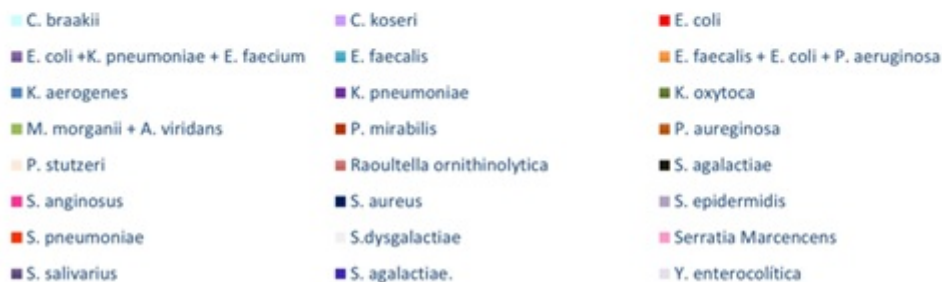 C. braakii C. koseri E. coli
E. coli +K. pneumoniae + E. faecium E. faecalis E. faecalis + E. coli + P. aeruginosa
K. aerogenes K. pneumoniae K. oxytoca
M. morganii + A. viridans P. mirabilis P. aureginosa
P. stutzeri Raoultella ornithinolytica S. agalactiae
S. anginosus S. aureus S. epidermidis
S. pneumoniae S.dysgalactiae Serratia Marcencens
S. salivarius S. agalactiae. Y. enterocolítica